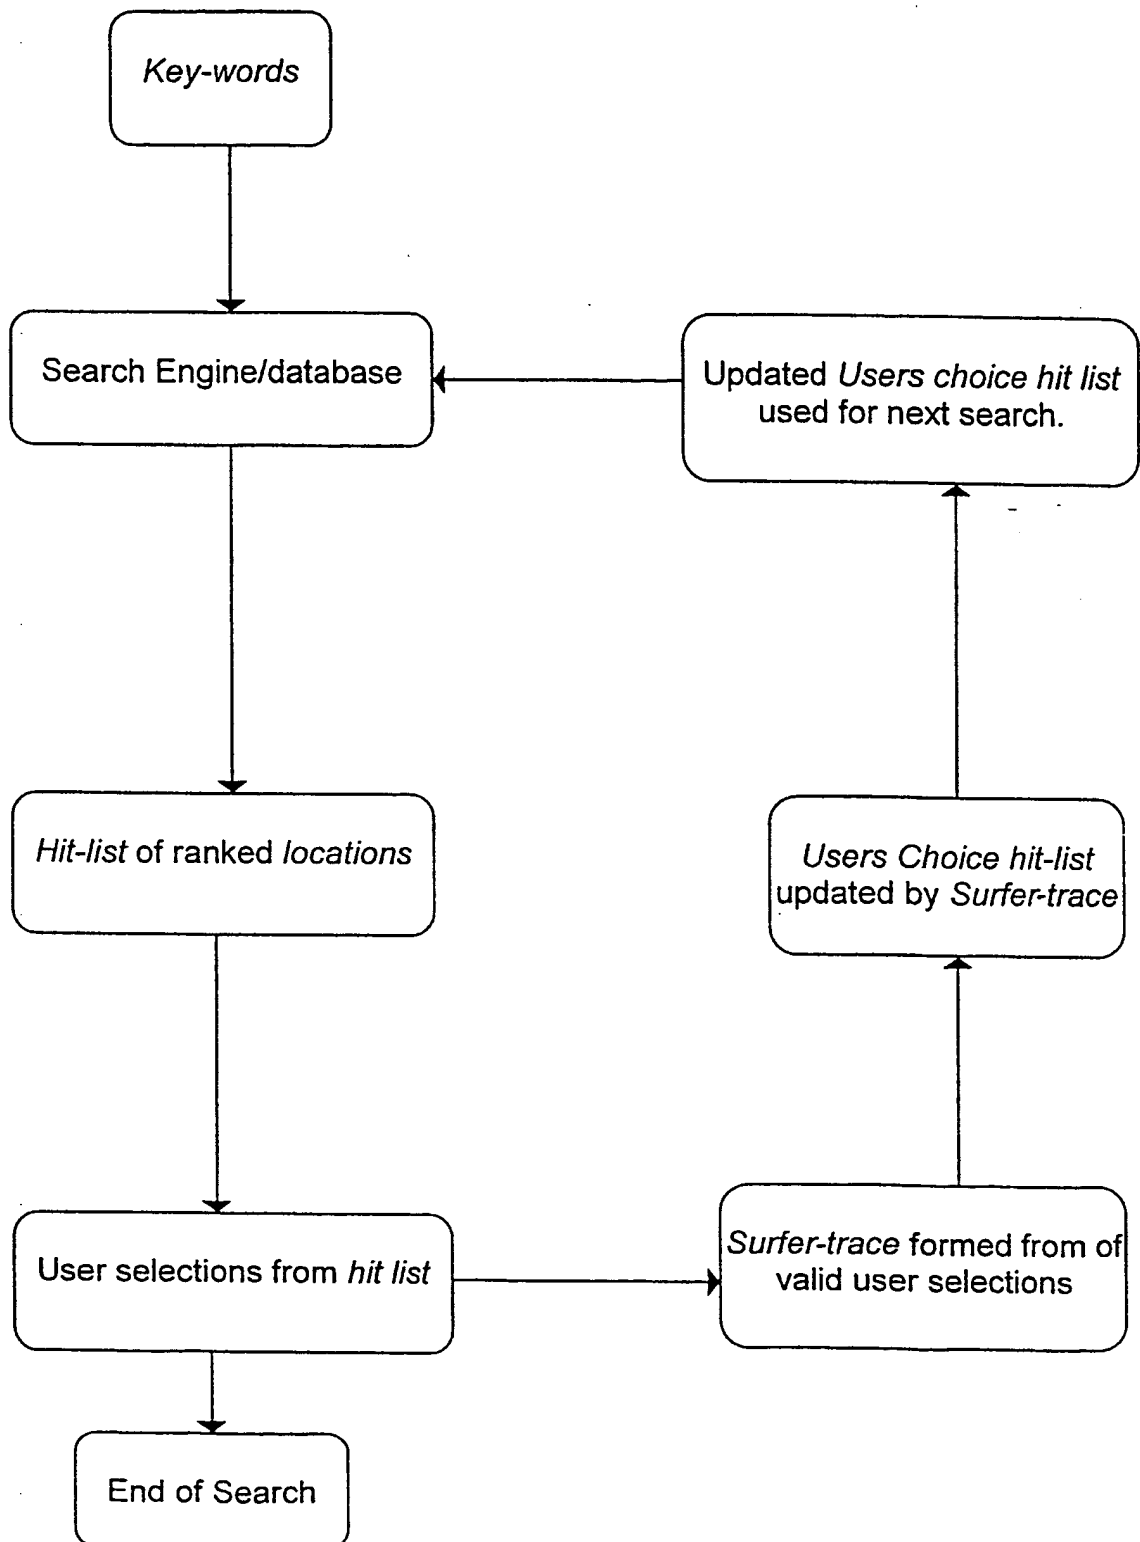 Key-words
Search Engine/database
Updated Users choice hit list
used for next search.
Hit-list of ranked locations
Users Choice hit-list
updated by Surfer-trace
User selections from hit list
Surfer-trace formed from of
valid user selections
End of Search